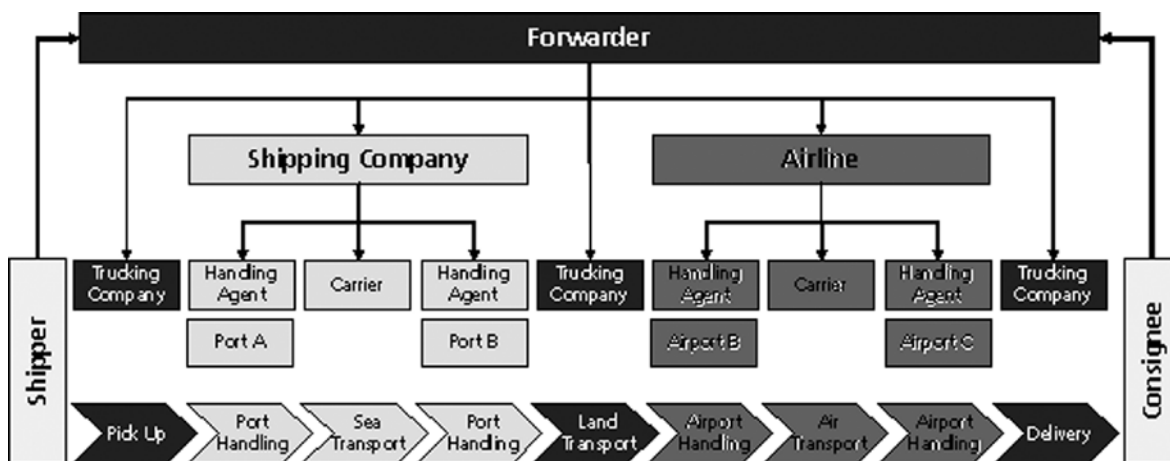 Forwarder
Shipping Company
Airline
Shipper
Trucking
Company
Handling
Agent
Carrier
Handling
Agent
Trucking
Company
Handling
Agent
Carrier
Handling
Agent
Trucking
Company
Consignee
Port A
Port B
Airport B
Airport C
Pick Up
Port
Handling
Sea
Transport
Port
Handling
Land
Transport
Airport
Handling
Air
Transport
Airport
Handling
Delivery